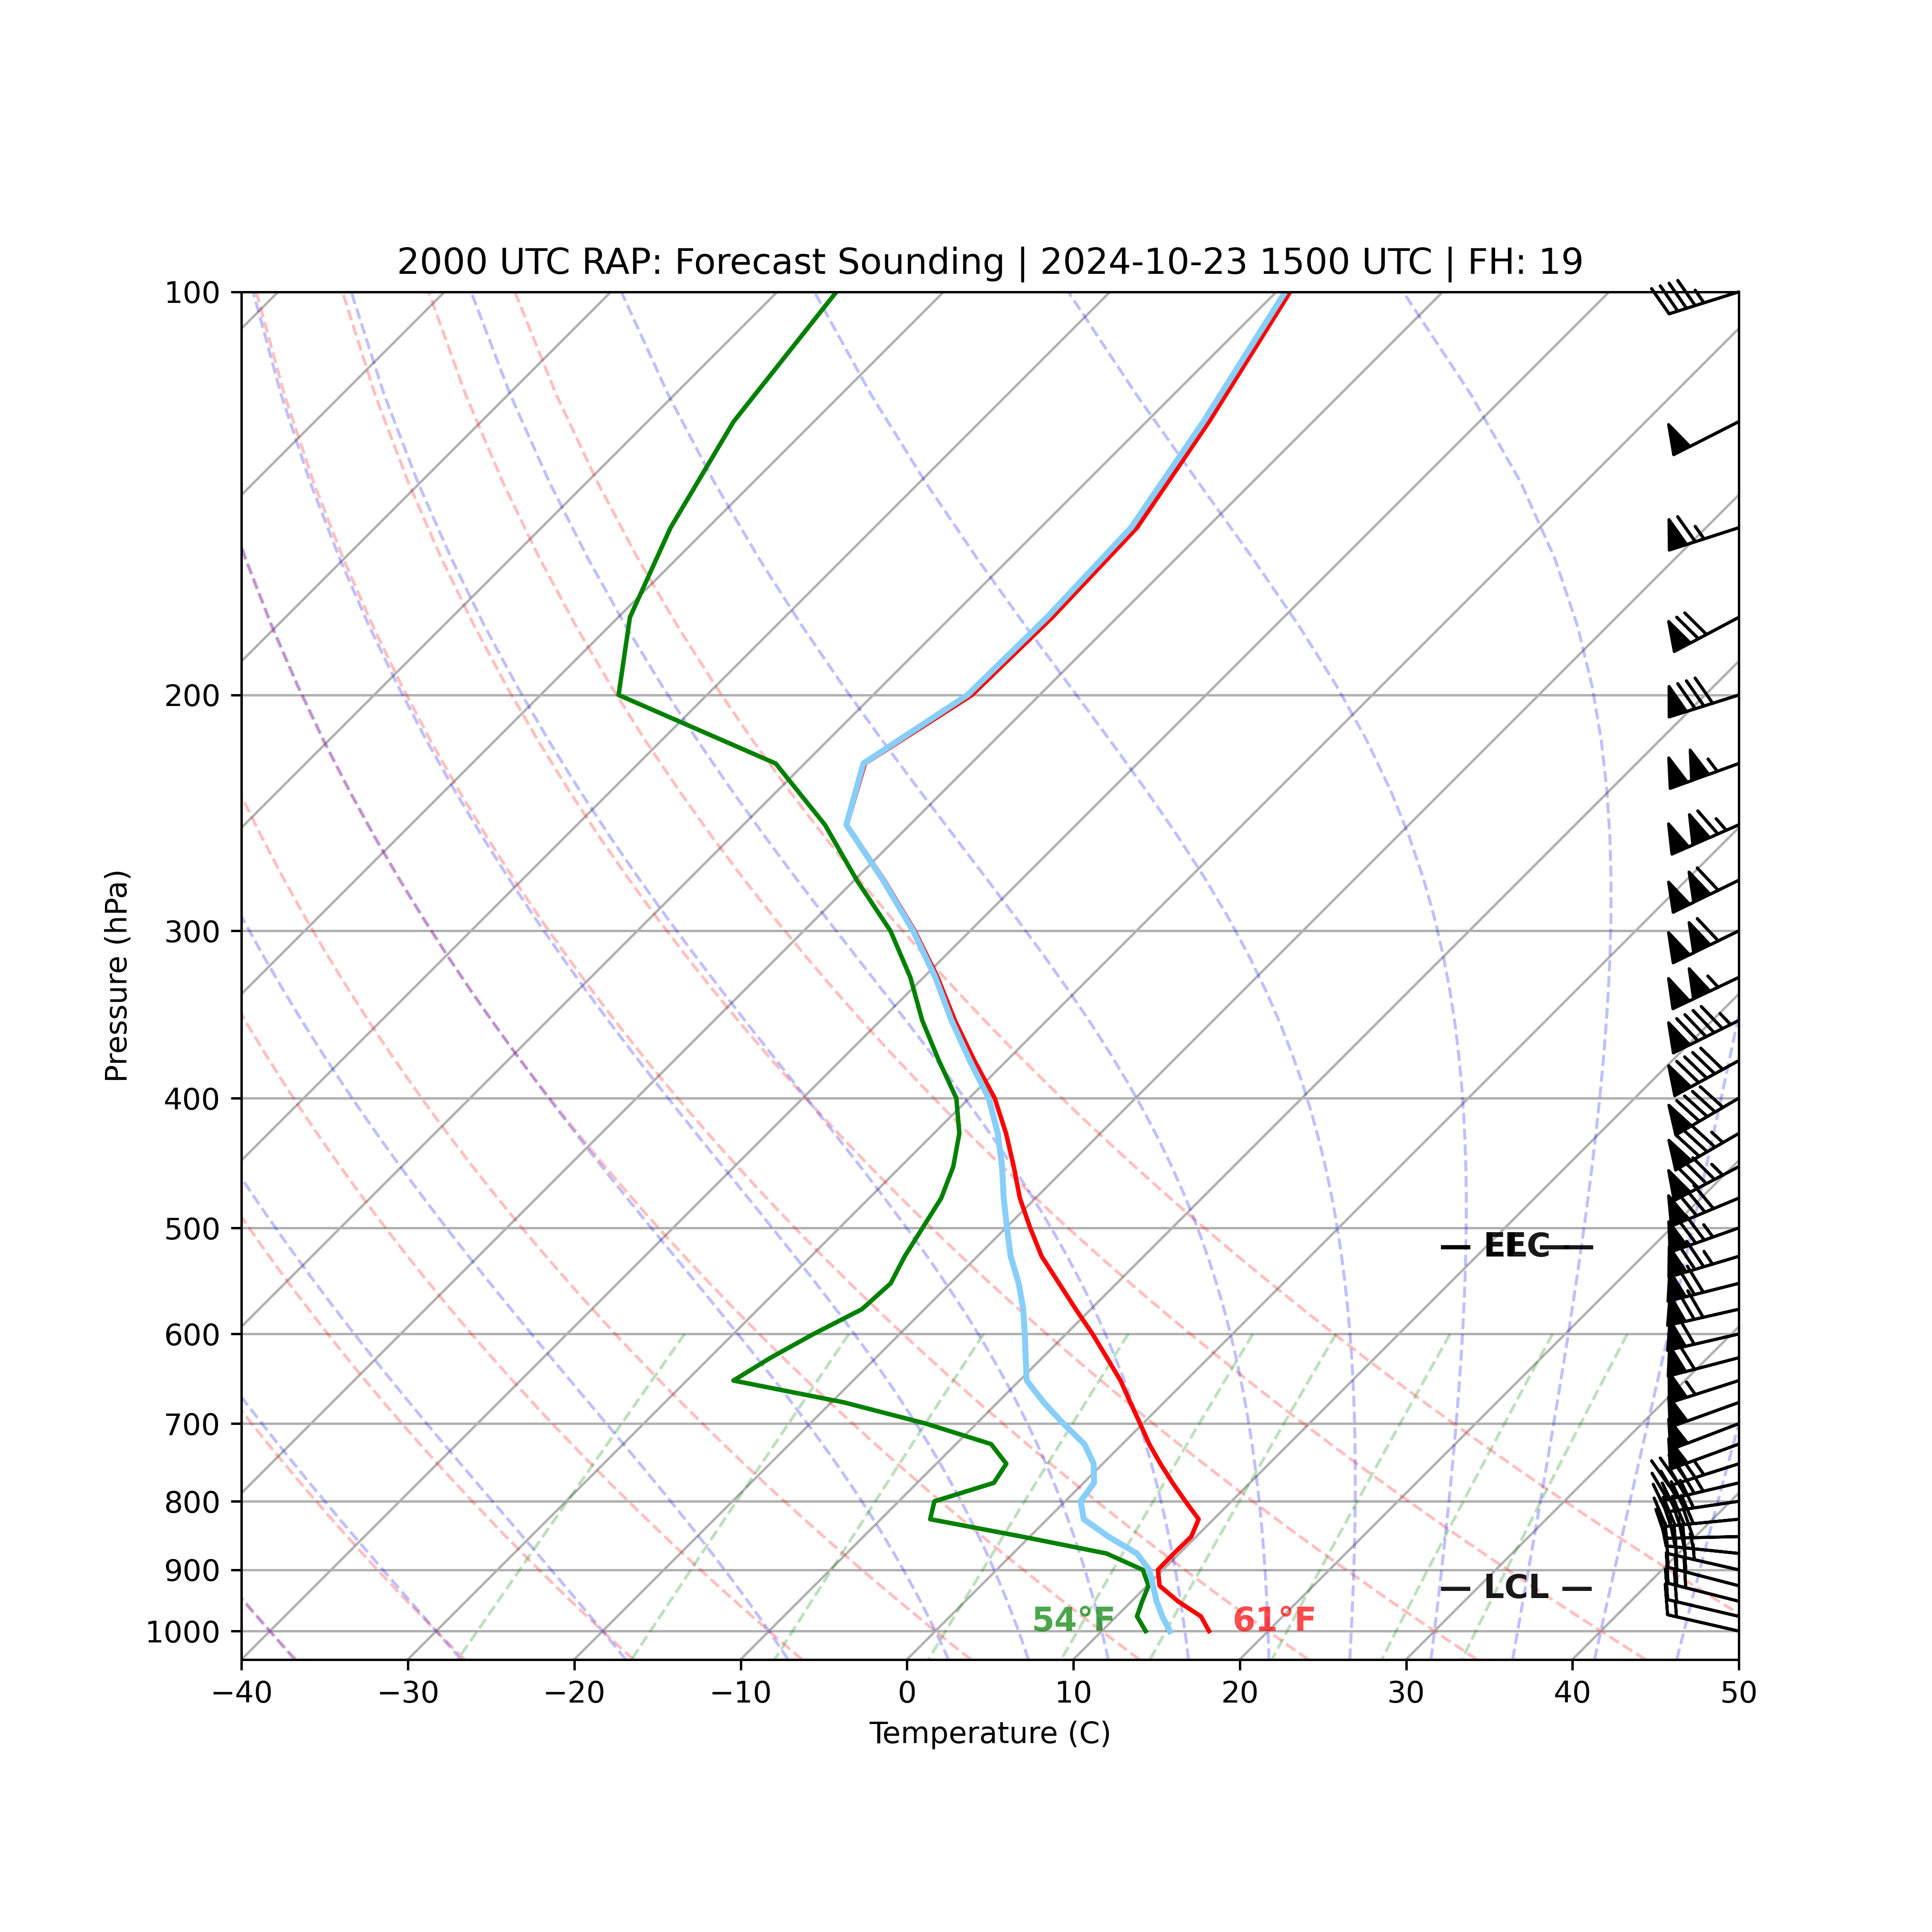 2000 UTC RAP: Forecast Sounding | 2024-10-23 1500 UTC | FH: 19
100
200
300
400
500
600
700
800
900
1000
Pressure (hPa)
— LCL —
54°F
61°F
−40 −30 −20 −10 0 10 20 30 40 50
Temperature (C)